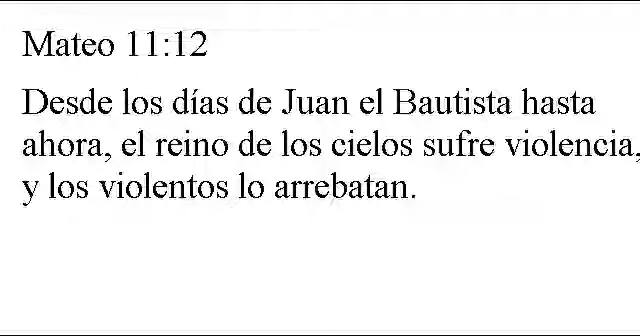 Mateo 11:12
Desde los días de Juan el Bautista hasta
ahora, el reino de los cielos sufre violencia,
y los violentos lo arrebatan.